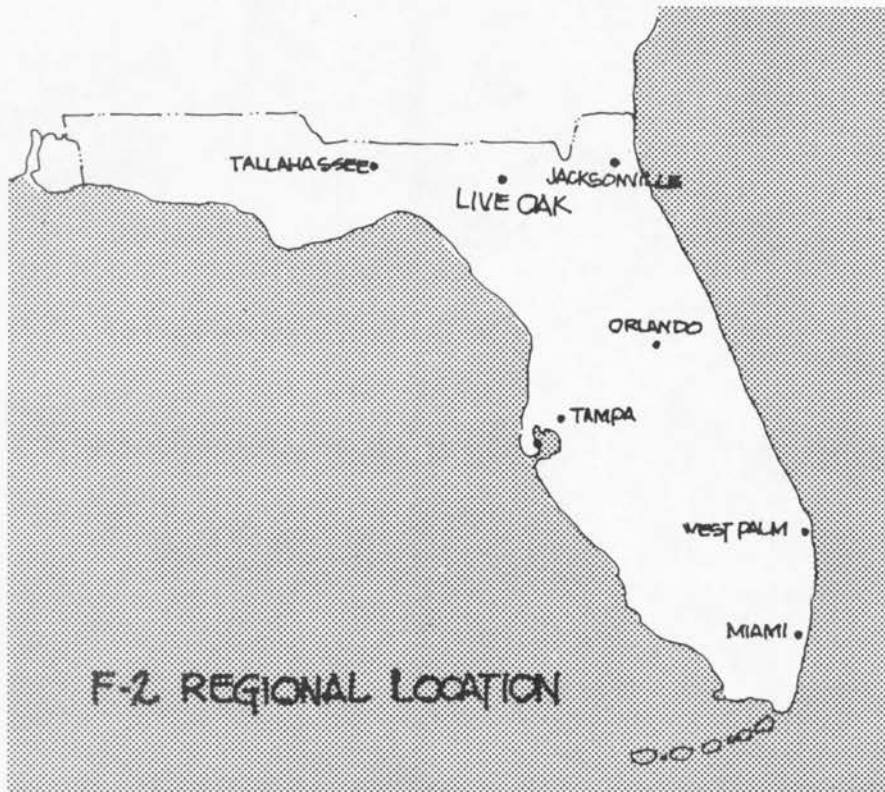 TALLAHASSEE
LIVE OAK
JACKSONVILLE
ORLANDO
TAMPA
WEST PALM
MIAMI
F-2 REGIONAL LOCATION